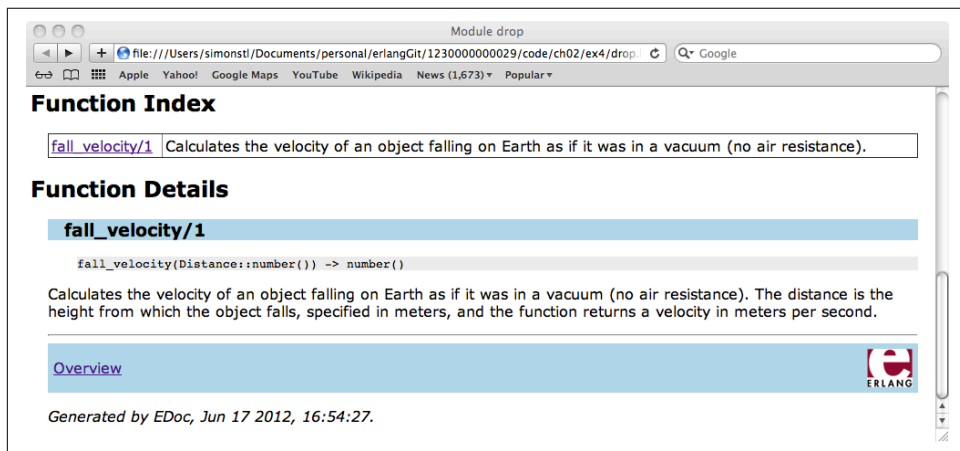 Module drop
file:///Users/simonstl/Documents/personal/erlangGit/1230000000029/code/ch02/ex4/drop.
Google
Apple Yahoo! Google Maps YouTube Wikipedia News (1,673) Popular
Function Index
fall_velocity/1 Calculates the velocity of an object falling on Earth as if it was in a vacuum (no air resistance).
Function Details
fall_velocity/1
fall_velocity(Distance::number()) -> number()
Calculates the velocity of an object falling on Earth as if it was in a vacuum (no air resistance). The distance is the
height from which the object falls, specified in meters, and the function returns a velocity in meters per second.
Overview
ERLANG
Generated by EDoc, Jun 17 2012, 16:54:27.